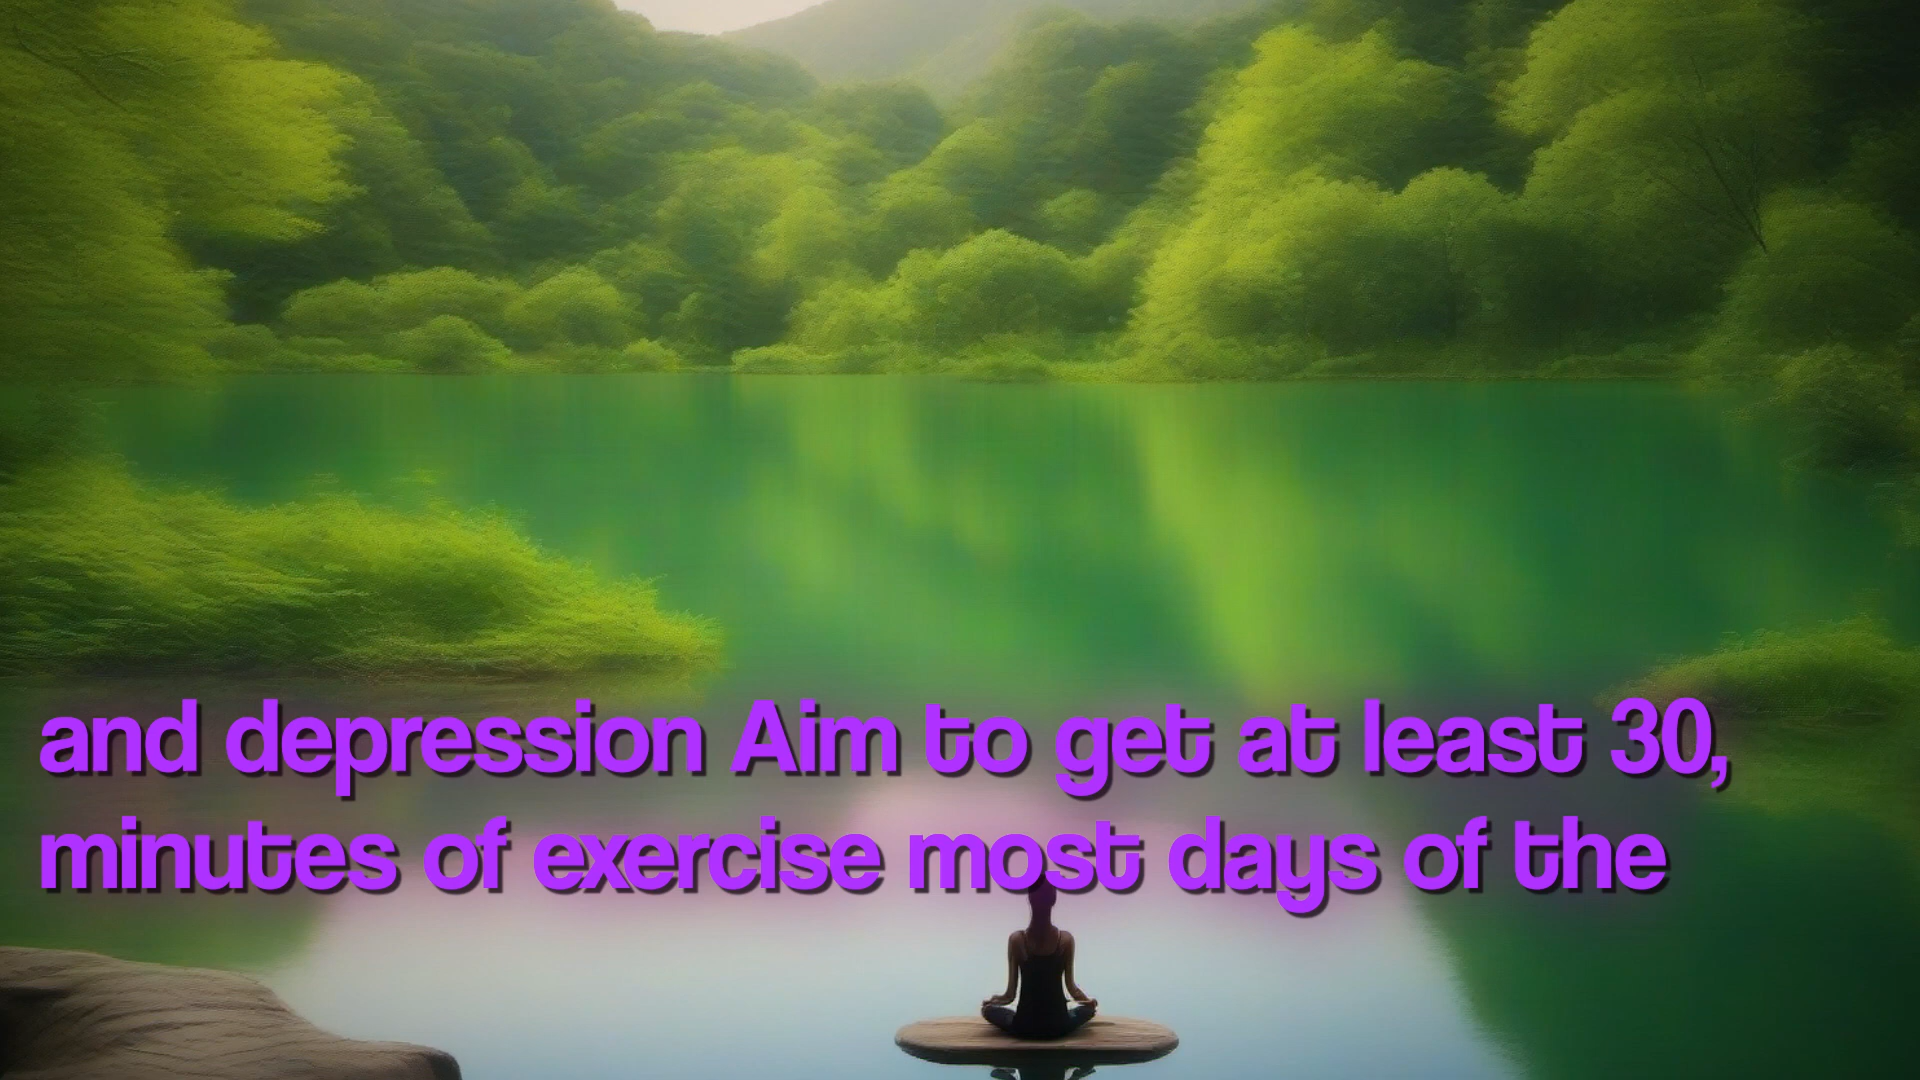 and depression Aim to get at least 30,
minutes of exercise most days of the